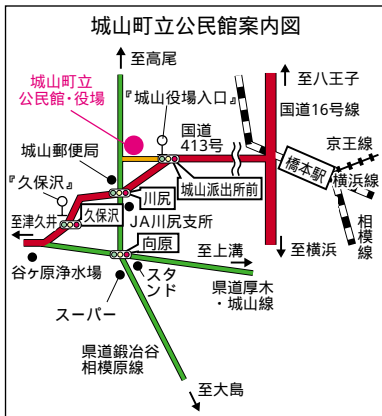 城山町立公民館案内図
至高尾
至八王子
城山町立
公民館・役場
『城山役場入口』
国道16号線
国道
413号
京王線
城山郵便局
橋本駅
横浜線
『久保沢』
川尻
城山派出所前
相模線
至津久井
久保沢
JA川尻支所
向原
至上溝
至横浜
谷ヶ原浄水場
スタンド
県道厚木
・城山線
スーパー
県道鍛冶谷
相模原線
至大島